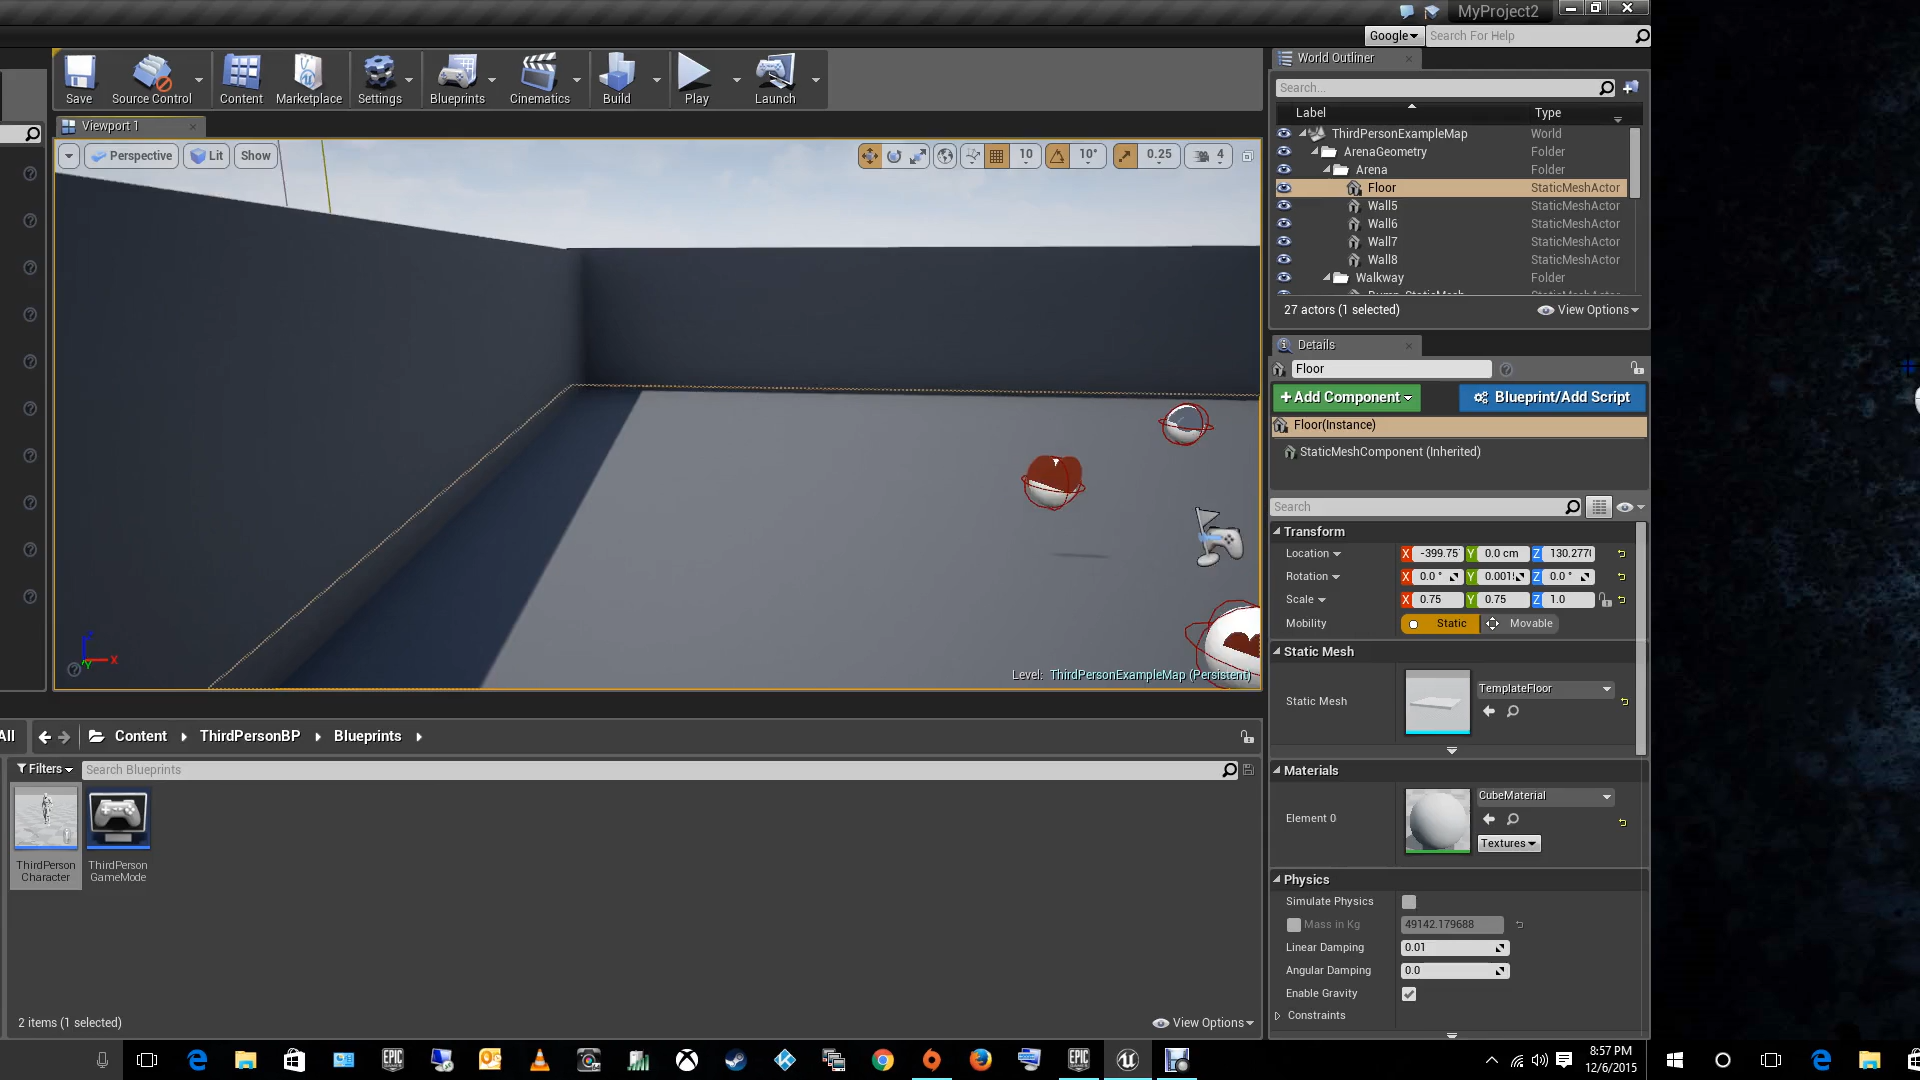 MyProject2
Google
Search For Help
Save
Source Control
Content
Marketplace
Settings
Blueprints
Cinematics
Build
Play
Launch
Viewport 1
Perspective
Lit
Show
10
10°
0.25
4
Level: ThirdPersonExampleMap (Persistent)
World Outliner
Search...
Label
Type
ThirdPersonExampleMap World
ArenaGeometry Folder
Arena Folder
Floor StaticMeshActor
Wall5 StaticMeshActor
Wall6 StaticMeshActor
Wall7 StaticMeshActor
Wall8 StaticMeshActor
Walkway Folder
27 actors (1 selected)
View Options
Details
Floor
+Add Component
Blueprint/Add Script
Floor(Instance)
StaticMeshComponent (Inherited)
Search
Transform
Location X -399.75 Y 0.0 cm Z 130.277
Rotation X 0.0 ° Y 0.001 Z 0.0 °
Scale X 0.75 Y 0.75 Z 1.0
Mobility Static Movable
Static Mesh
Static Mesh
TemplateFloor
Materials
Element 0
CubeMaterial
Textures
Physics
Simulate Physics
Mass in Kg 49142.179688
Linear Damping 0.01
Angular Damping 0.0
Enable Gravity
Constraints
All
Content
ThirdPersonBP
Blueprints
Filters
Search Blueprints
ThirdPerson
Character
ThirdPerson
GameMode
2 items (1 selected)
View Options
EPIC
GAMES
EPIC
GAMES
8:57 PM
12/6/2015